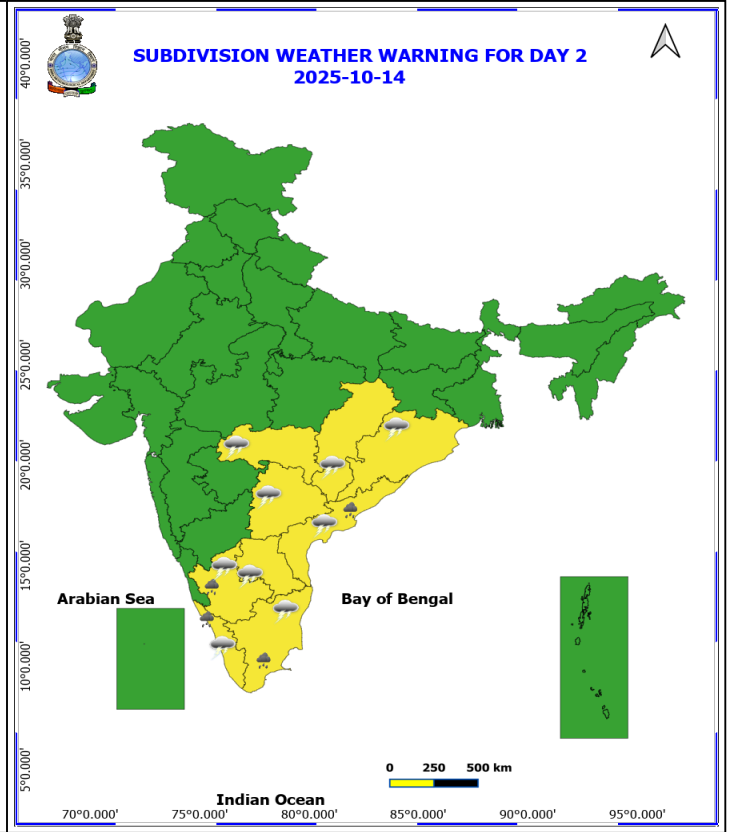 SUBDIVISION WEATHER WARNING FOR DAY 2
2025-10-14
40°0.000'
35°0.000'
30°0.000'
25°0.000'
20°0.000'
15°0.000'
10°0.000'
5°0.000'
Arabian Sea
Bay of Bengal
0 250 500 km
Indian Ocean
70°0.000' 75°0.000' 80°0.000' 85°0.000' 90°0.000' 95°0.000'